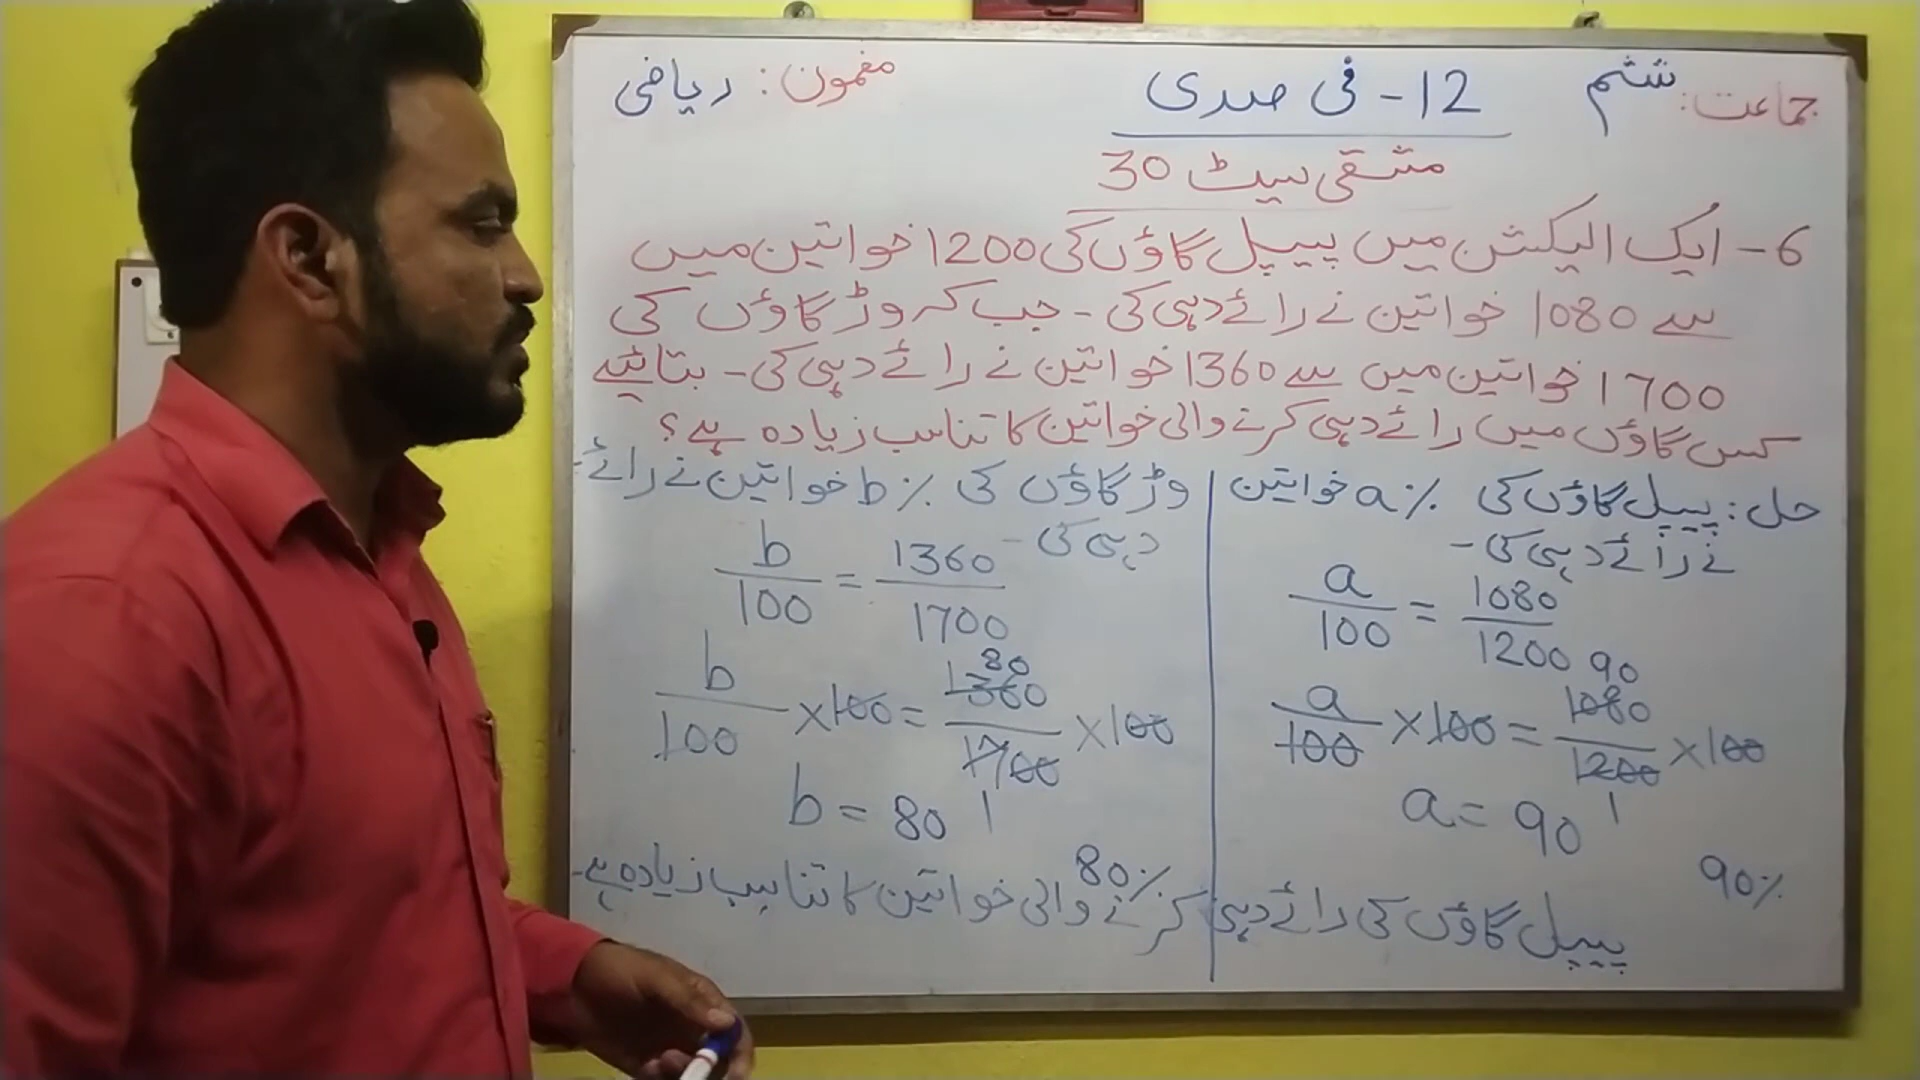 جماعت: ششم
12- فی صدی
مضمون: ریاضی
مشقی سیٹ 30
6- ایک الیکشن میں پیپل گاؤں کی 1200 خواتین میں
سے 1080 خواتین نے رائے دہی کی - جب کہ وڑ گاؤں کی
1700 خواتین میں سے 1360 خواتین نے رائے دہی کی - بتائیے
کس گاؤں میں رائے دہی کرنے والی خواتین کا تناسب زیادہ ہے؟
حل: پیپل گاؤں کی a% خواتین
نے رائے دہی کی -
a/100 = 1080/1200
90
a/100 × 100 = 1080/1200 × 100
1
a = 90
90%
وڑ گاؤں کی b% خواتین نے رائے
دہی کی -
b/100 = 1360/1700
80
b/100 × 100 = 1360/1700 × 100
1
b = 80
80%
پیپل گاؤں کی رائے دہی کرنے والی خواتین کا تناسب زیادہ ہے -